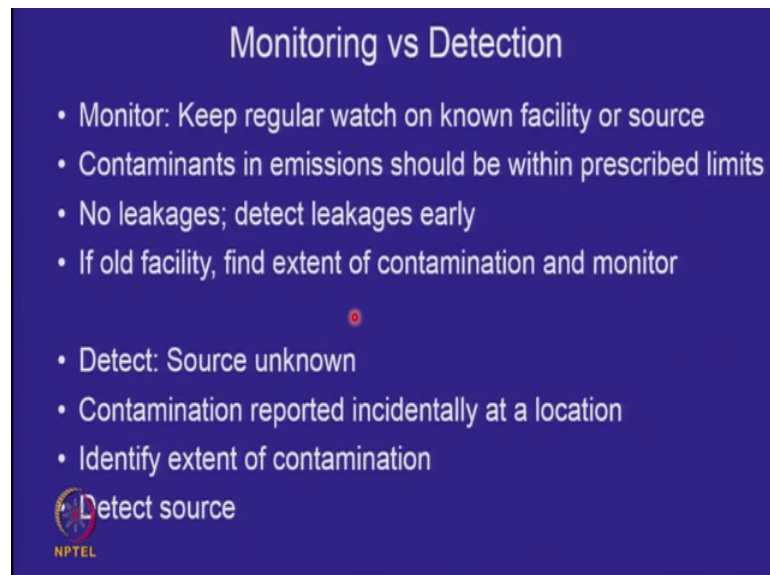 Monitoring vs Detection
• Monitor: Keep regular watch on known facility or source
• Contaminants in emissions should be within prescribed limits
• No leakages; detect leakages early
• If old facility, find extent of contamination and monitor
• Detect: Source unknown
• Contamination reported incidentally at a location
• Identify extent of contamination
• Detect source
NPTEL